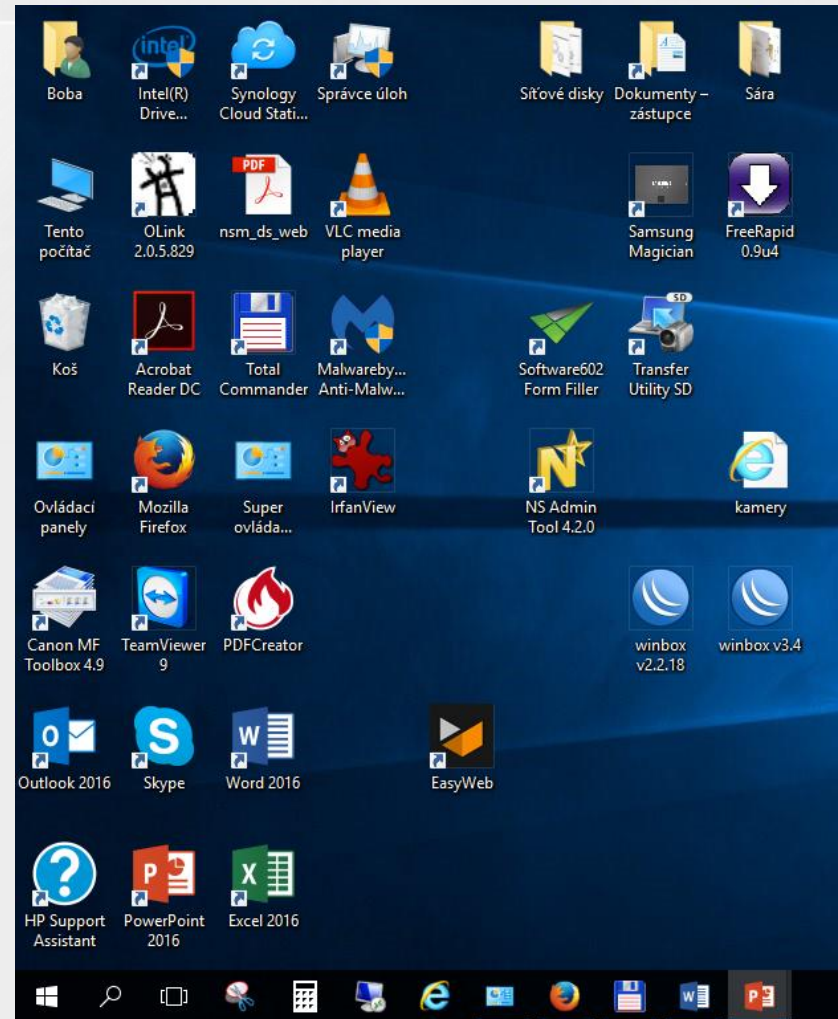 Boba
Intel(R)
Drive...
Synology
Cloud Stati...
Správce úloh
Síťové disky
Dokumenty –
zástupce
Sára
Tento
počítač
OLink
2.0.5.829
nsm_ds_web
VLC media
player
Samsung
Magician
FreeRapid
0.9u4
Koš
Acrobat
Reader DC
Total
Commander
Malwareby...
Anti-Malw...
Software602
Form Filler
Transfer
Utility SD
Ovládací
panely
Mozilla
Firefox
Super
ovláda...
IrfanView
NS Admin
Tool 4.2.0
kamery
Canon MF
Toolbox 4.9
TeamViewer
9
PDFCreator
winbox
v2.2.18
winbox v3.4
Outlook 2016
Skype
Word 2016
EasyWeb
HP Support
Assistant
PowerPoint
2016
Excel 2016